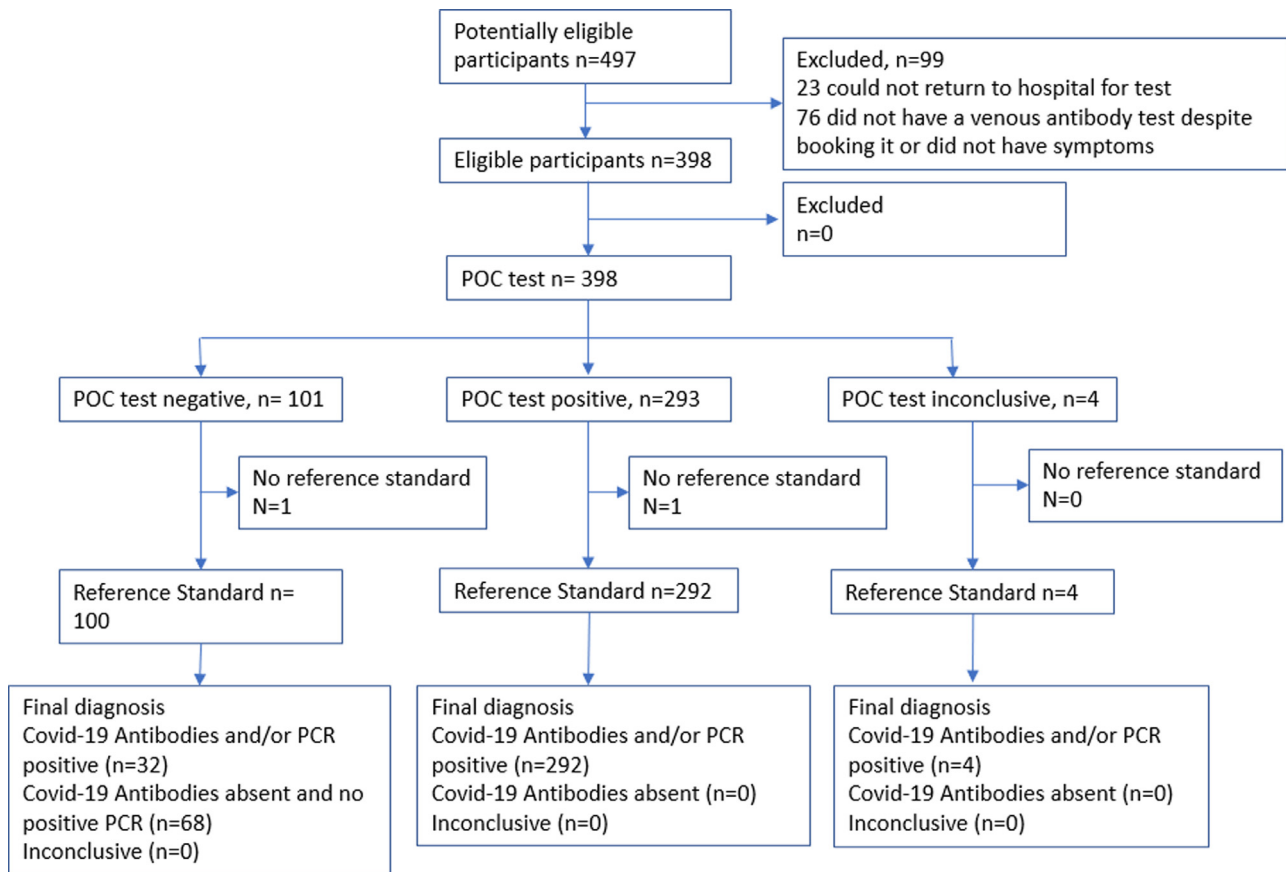 Potentially eligible
participants n=497
Excluded, n=99
23 could not return to hospital for test
76 did not have a venous antibody test despite
booking it or did not have symptoms
Eligible participants n=398
Excluded
n=0
POC test n= 398
POC test negative, n= 101
POC test positive, n=293
POC test inconclusive, n=4
No reference standard
N=1
No reference standard
N=1
No reference standard
N=0
Reference Standard n=
100
Reference Standard n=292
Reference Standard n=4
Final diagnosis
Covid-19 Antibodies and/or PCR
positive (n=32)
Covid-19 Antibodies absent and no
positive PCR (n=68)
Inconclusive (n=0)
Final diagnosis
Covid-19 Antibodies and/or PCR
positive (n=292)
Covid-19 Antibodies absent (n=0)
Inconclusive (n=0)
Final diagnosis
Covid-19 Antibodies and/or PCR
positive (n=4)
Covid-19 Antibodies absent (n=0)
Inconclusive (n=0)